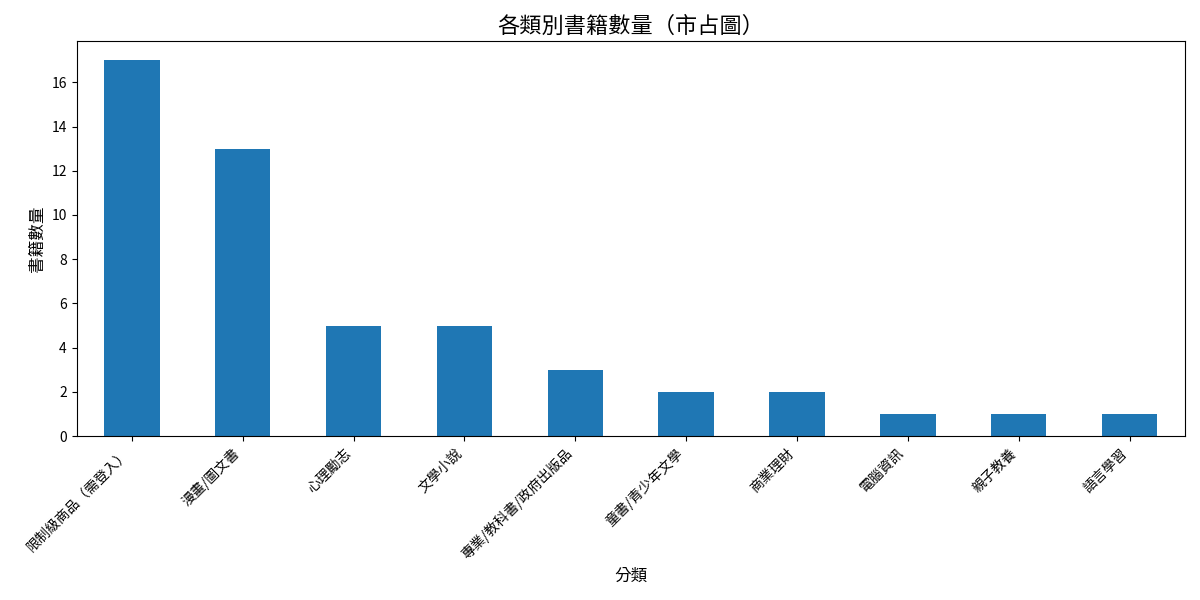 各類別書籍數量（市占圖）
書籍數量
16
14
12
10
8
6
4
2
0
限制級商品（需登入）
漫畫/圖文書
心理勵志
文學小說
專業/教科書/政府出版品
童書/青少年文學
商業理財
電腦資訊
親子教養
語言學習
分類